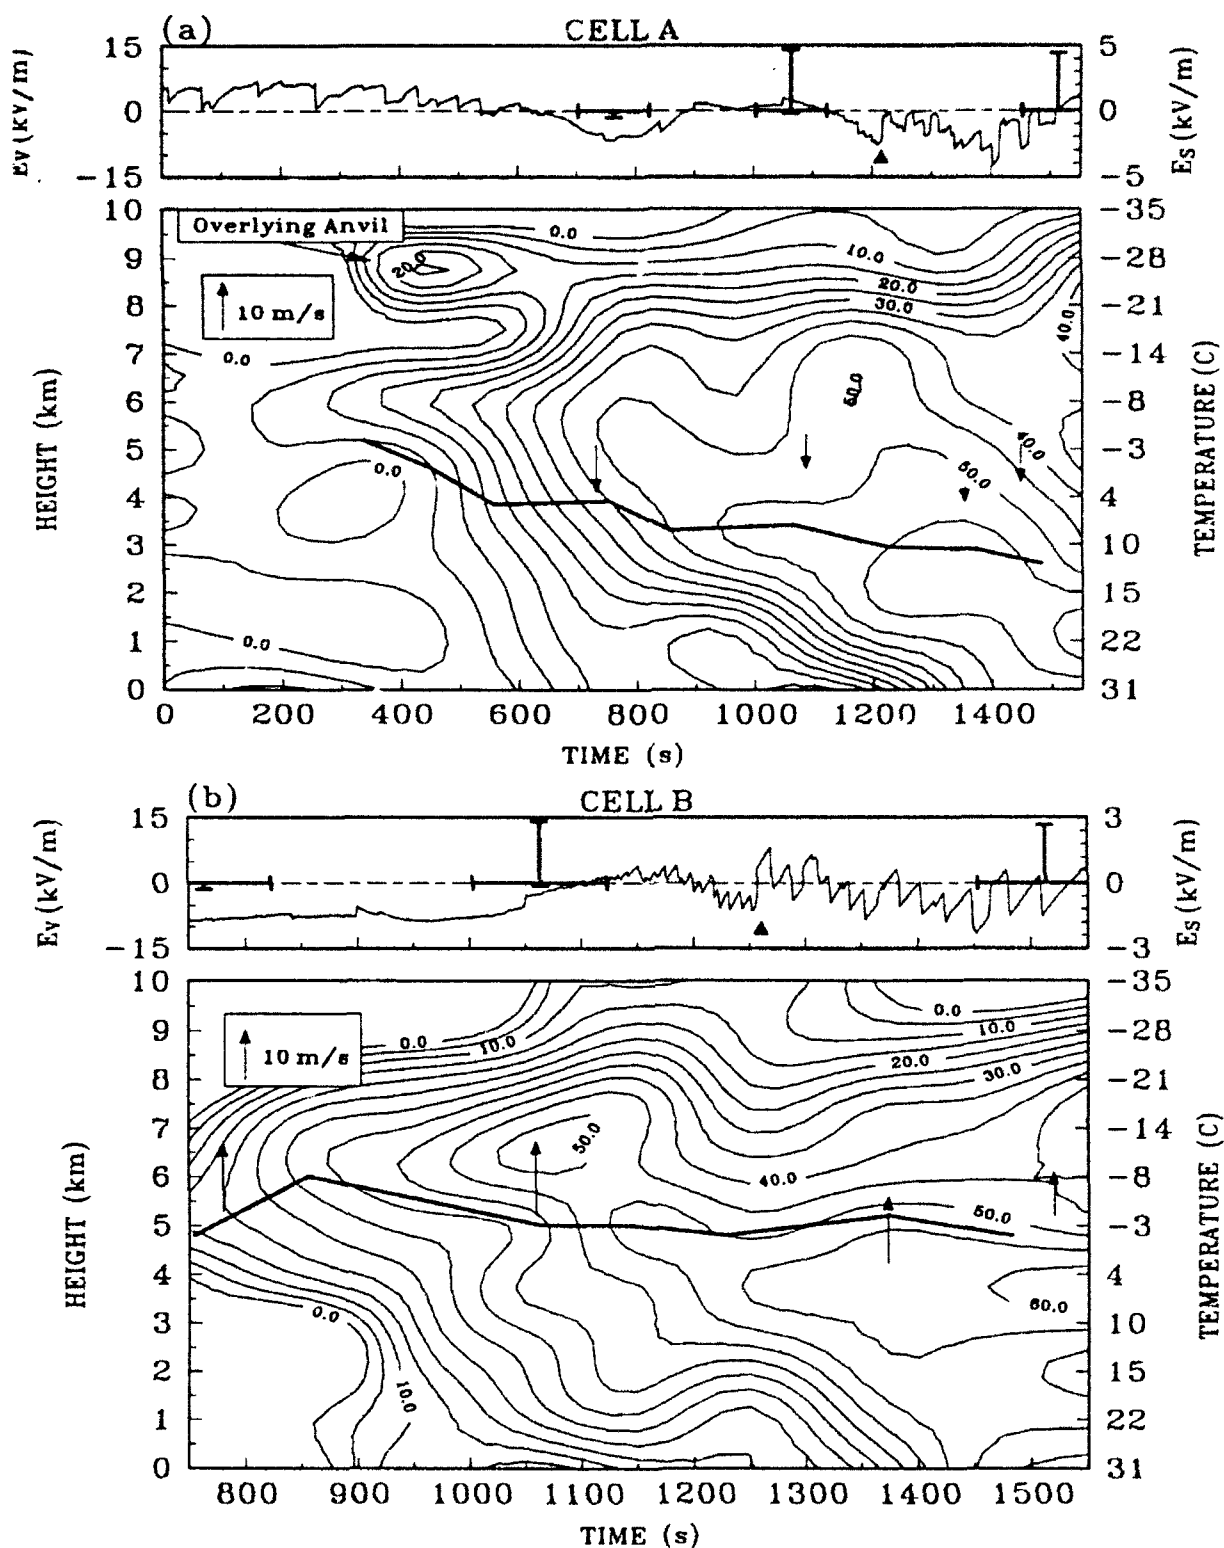 (a) CELL A
15 5
Ev (kV/m) 0 0 Es (kV/m)
-15 -5
10 -35
Overlying Anvil 0.0
9 20.0 10.0 -28
10 m/s
8 20.0 -21
30.0 40.0
7 0.0 -14
6 50.0 -8
HEIGHT (km) TEMPERATURE (C)
5 40.0 -3
0.0 50.0
4 4
3 10
2 15
1 0.0 22
0 31
0 200 400 600 800 1000 1200 1400
TIME (s)
(b) CELL B
15 3
Ev (kV/m) 0 0 Es (kV/m)
-15 -3
10 -35
0.0
9 0.0 10.0 10.0 -28
10 m/s 20.0
8 30.0 -21
7 50.0 -14
6 40.0 -8
HEIGHT (km) TEMPERATURE (C)
5 50.0 -3
4 4
60.0
3 0.0 10
2 10.0 15
1 22
0 31
800 900 1000 1100 1200 1300 1400 1500
TIME (s)